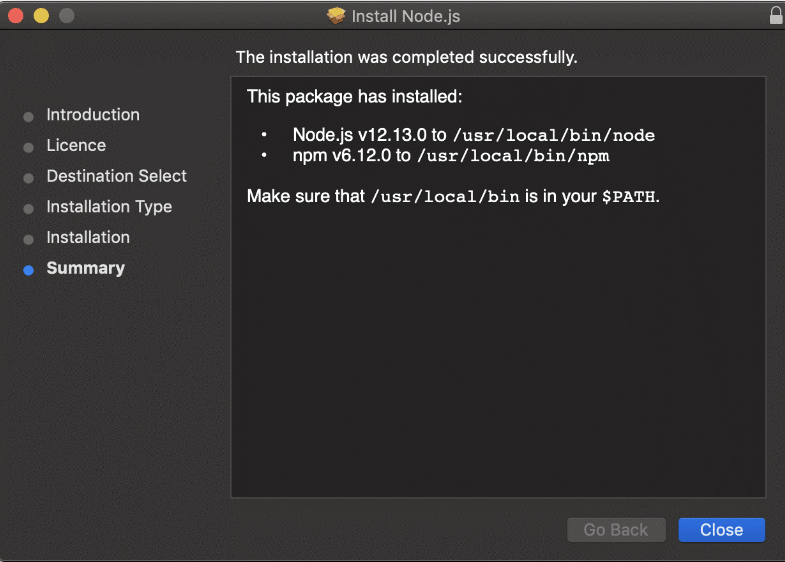 Install Node.js
The installation was completed successfully.
Introduction
Licence
Destination Select
Installation Type
Installation
Summary
This package has installed:
• Node.js v12.13.0 to /usr/local/bin/node
• npm v6.12.0 to /usr/local/bin/npm
Make sure that /usr/local/bin is in your $PATH.
Go Back
Close